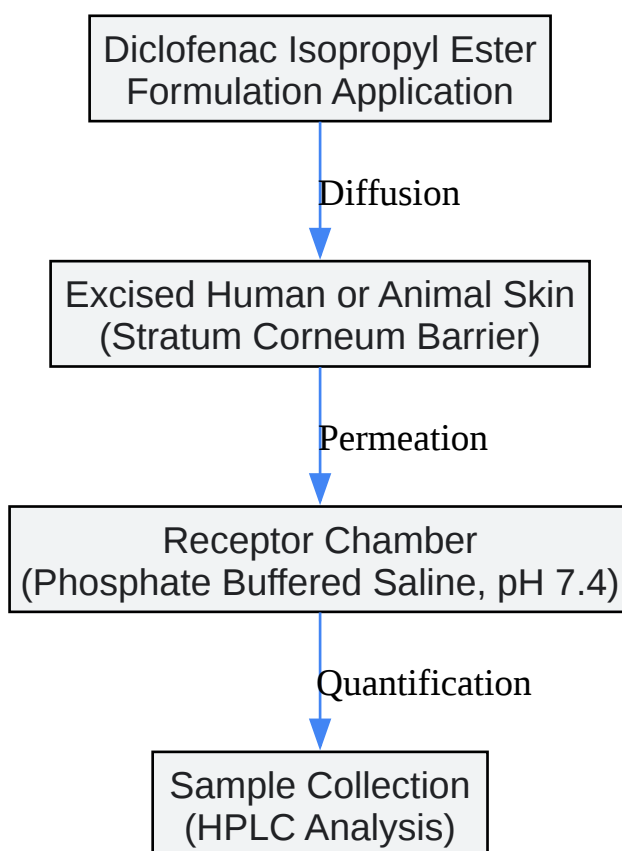 Diclofenac Isopropyl Ester
Formulation Application
Diffusion
Excised Human or Animal Skin
(Stratum Corneum Barrier)
Permeation
Receptor Chamber
(Phosphate Buffered Saline, pH 7.4)
Quantification
Sample Collection
(HPLC Analysis)